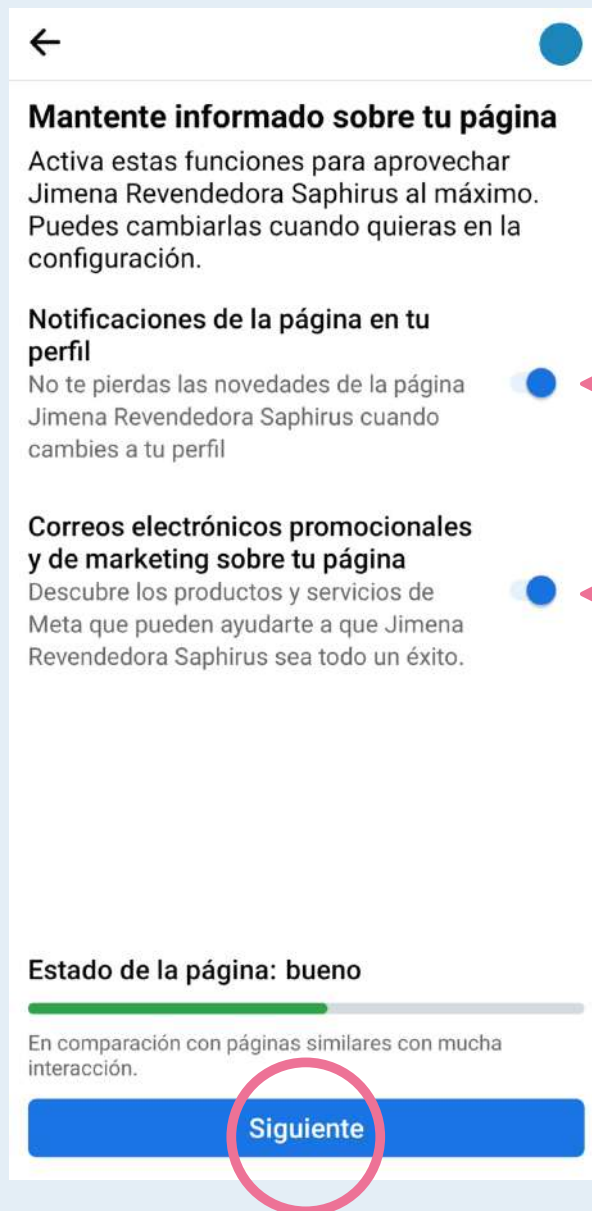 Mantente informado sobre tu página
Activa estas funciones para aprovechar
Jimena Revendedora Saphirus al máximo.
Puedes cambiarlas cuando quieras en la
configuración.
Notificaciones de la página en tu
perfil
No te pierdas las novedades de la página
Jimena Revendedora Saphirus cuando
cambies a tu perfil
Correos electrónicos promocionales
y de marketing sobre tu página
Descubre los productos y servicios de
Meta que pueden ayudarte a que Jimena
Revendedora Saphirus sea todo un éxito.
Estado de la página: bueno
En comparación con páginas similares con mucha
interacción.
Siguiente